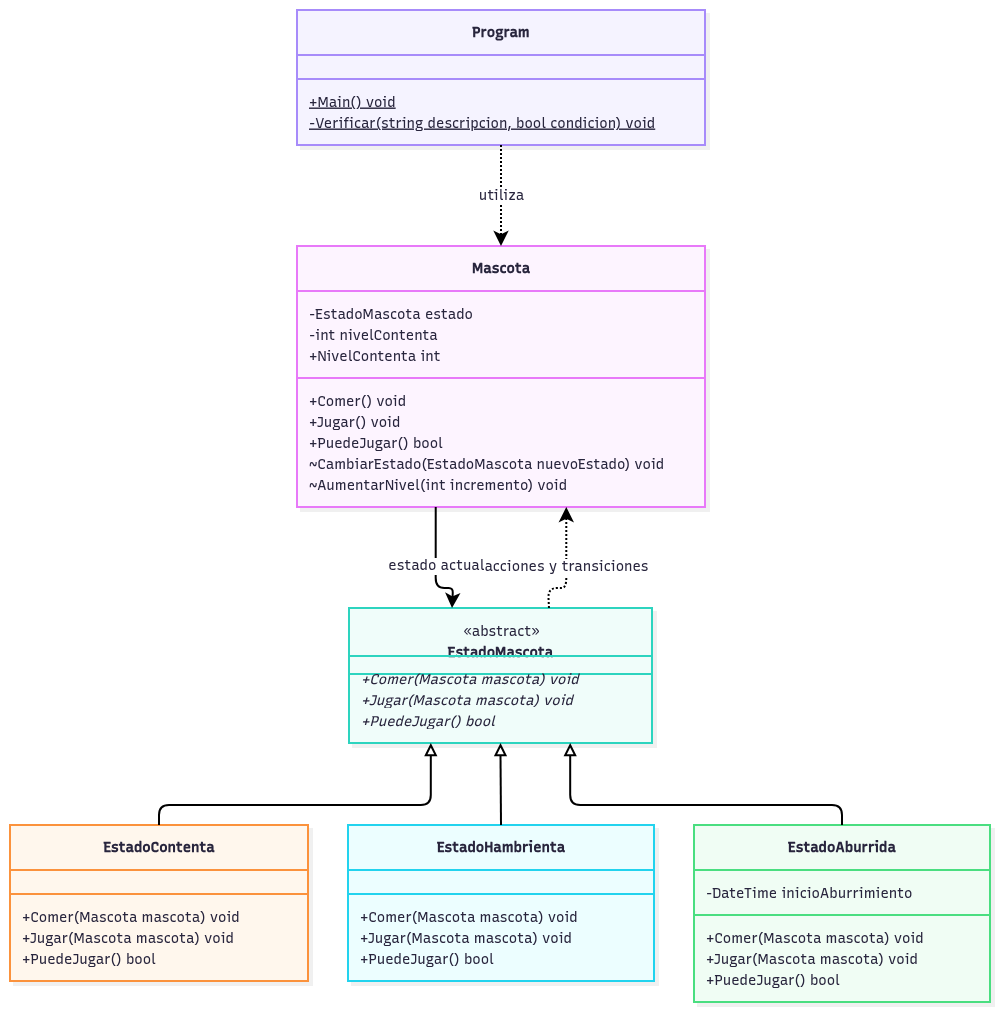 Program
+Main() void
-Verificar(string descripcion, bool condicion) void
utiliza
Mascota
-EstadoMascota estado
-int nivelContenta
+NivelContenta int
+Comer() void
+Jugar() void
+PuedeJugar() bool
~CambiarEstado(EstadoMascota nuevoEstado) void
~AumentarNivel(int incremento) void
estado actual
acciones y transiciones
«abstract»
EstadoMascota
+Comer(Mascota mascota) void
+Jugar(Mascota mascota) void
+PuedeJugar() bool
EstadoContenta
+Comer(Mascota mascota) void
+Jugar(Mascota mascota) void
+PuedeJugar() bool
EstadoHambrienta
+Comer(Mascota mascota) void
+Jugar(Mascota mascota) void
+PuedeJugar() bool
EstadoAburrida
-DateTime inicioAburrimiento
+Comer(Mascota mascota) void
+Jugar(Mascota mascota) void
+PuedeJugar() bool